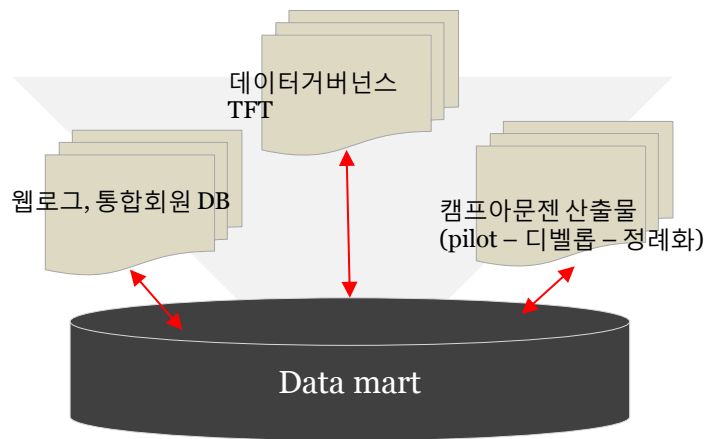 데이터거버넌스
TFT
웹로그, 통합회원 DB
캠프아문젠 산출물
(pilot – 디벨롭 – 정례화)
Data mart